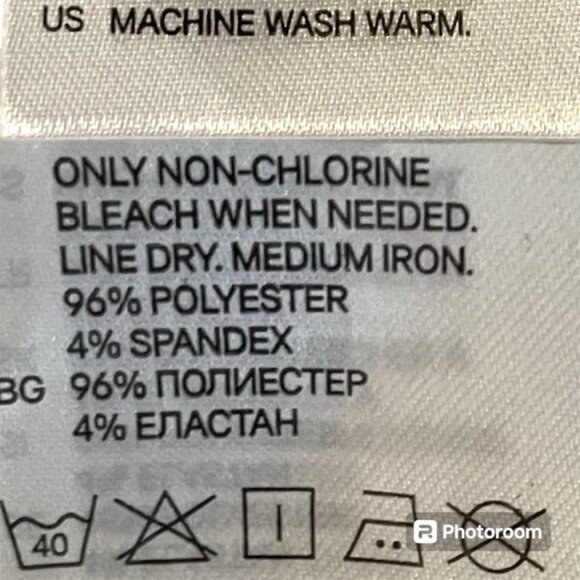 US MACHINE WASH WARM.
ONLY NON-CHLORINE
BLEACH WHEN NEEDED.
LINE DRY. MEDIUM IRON.
96% POLYESTER
4% SPANDEX
BG 96% ПОЛИЕСТЕР
4% ЕЛАСТАН
40
Photoroom